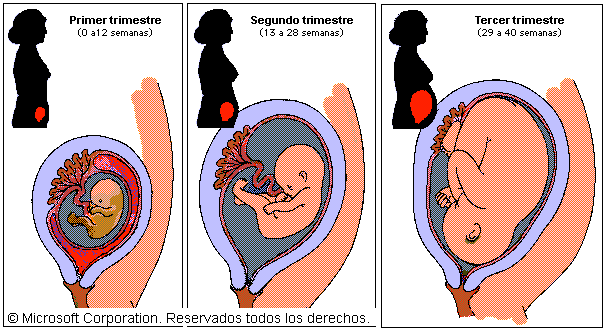 Primer trimestre
(0 a12 semanas)
Segundo trimestre
(13 a 28 semanas)
Tercer trimestre
(29 a 40 semanas)
© Microsoft Corporation. Reservados todos los derechos.